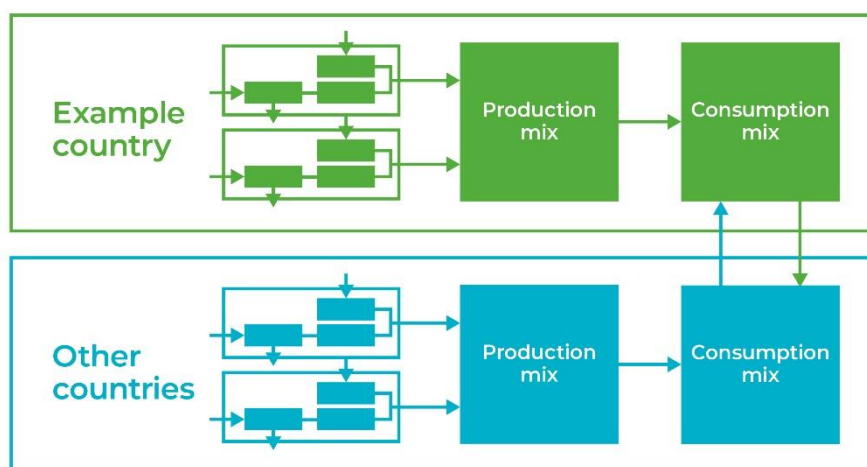 Example
country
Production
mix
Consumption
mix
Other
countries
Production
mix
Consumption
mix